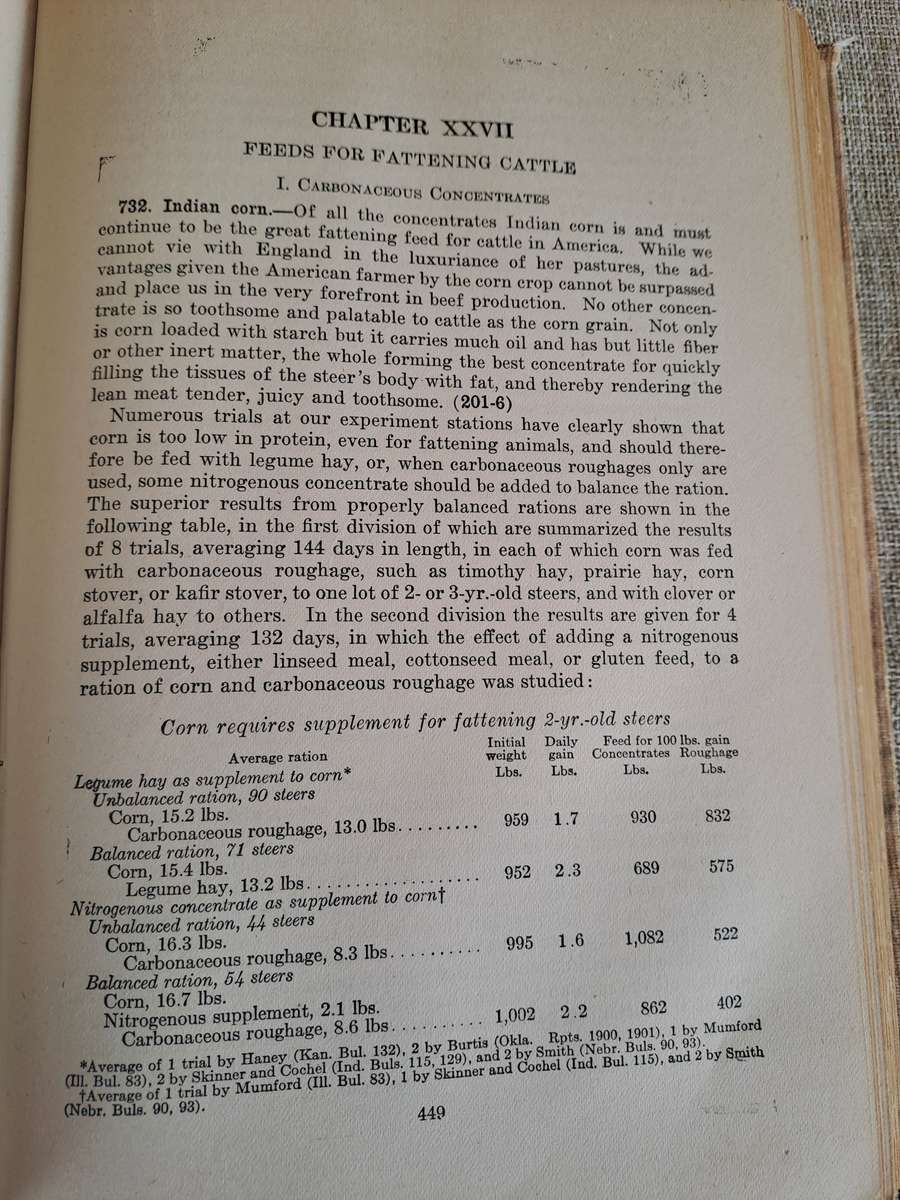 CHAPTER XXVII
FEEDS FOR FATTENING CATTLE
I. CARBONACEOUS CONCENTRATES
732. Indian corn.—Of all the concentrates Indian corn is and must
continue to be the great fattening feed for cattle in America. While we
cannot vie with England in the luxuriance of her pastures, the ad-
vantages given the American farmer by the corn crop cannot be surpassed
and place us in the very forefront in beef production. No other concen-
trate is so toothsome and palatable to cattle as the corn grain. Not only
is corn loaded with starch but it carries much oil and has but little fiber
or other inert matter, the whole forming the best concentrate for quickly
filling the tissues of the steer's body with fat, and thereby rendering the
lean meat tender, juicy and toothsome. (201-6)
Numerous trials at our experiment stations have clearly shown that
corn is too low in protein, even for fattening animals, and should there-
fore be fed with legume hay, or, when carbonaceous roughages only are
used, some nitrogenous concentrate should be added to balance the ration.
The superior results from properly balanced rations are shown in the
following table, in the first division of which are summarized the results
of 8 trials, averaging 144 days in length, in each of which corn was fed
with carbonaceous roughage, such as timothy hay, prairie hay, corn
stover, or kafir stover, to one lot of 2- or 3-yr.-old steers, and with clover or
alfalfa hay to others. In the second division the results are given for 4
trials, averaging 132 days, in which the effect of adding a nitrogenous
supplement, either linseed meal, cottonseed meal, or gluten feed, to a
ration of corn and carbonaceous roughage was studied:
Corn requires supplement for fattening 2-yr.-old steers
Initial Daily Feed for 100 lbs. gain
Average ration weight gain Concentrates Roughage
Lbs. Lbs. Lbs. Lbs.
Legume hay as supplement to corn*
Unbalanced ration, 90 steers
Corn, 15.2 lbs.
Carbonaceous roughage, 13.0 lbs......... 959 1.7 930 832
Balanced ration, 71 steers
Corn, 15.4 lbs.
Legume hay, 13.2 lbs.................. 952 2.3 689 575
Nitrogenous concentrate as supplement to corn†
Unbalanced ration, 44 steers
Corn, 16.3 lbs.
Carbonaceous roughage, 8.3 lbs.......... 995 1.6 1,082 522
Balanced ration, 54 steers
Corn, 16.7 lbs.
Nitrogenous supplement, 2.1 lbs.
Carbonaceous roughage, 8.6 lbs.......... 1,002 2.2 862 402
*Average of 1 trial by Haney (Kan. Bul. 132), 2 by Burtis (Okla. Rpts. 1900, 1901), 1 by Mumford
(Ill. Bul. 83), 2 by Skinner and Cochel (Ind. Buls. 115, 129), and 2 by Smith (Nebr. Buls. 90, 93).
†Average of 1 trial by Mumford (Ill. Bul. 83), 1 by Skinner and Cochel (Ind. Bul. 115), and 2 by Smith
(Nebr. Buls. 90, 93).
449